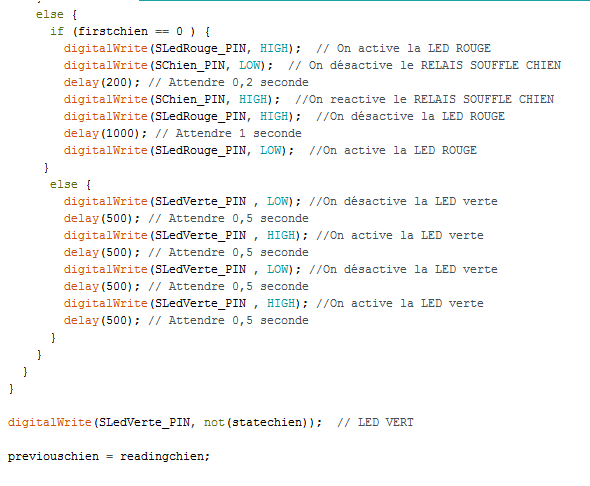 else {
if (firstchien == 0 ) {
digitalWrite(SLedRouge_PIN, HIGH);  // On active la LED ROUGE
digitalWrite(SChien_PIN, LOW);  // On désactive le RELAIS SOUFFLE CHIEN
delay(200); // Attendre 0,2 seconde
digitalWrite(SChien_PIN, HIGH);  //On reactive le RELAIS SOUFFLE CHIEN
digitalWrite(SLedRouge_PIN, HIGH);  //On désactive la LED ROUGE
delay(1000); // Attendre 1 seconde
digitalWrite(SLedRouge_PIN, LOW);  //On active la LED ROUGE
}
else {
digitalWrite(SLedVerte_PIN , LOW); //On désactive la LED verte
delay(500); // Attendre 0,5 seconde
digitalWrite(SLedVerte_PIN , HIGH); //On active la LED verte
delay(500); // Attendre 0,5 seconde
digitalWrite(SLedVerte_PIN , LOW); //On désactive la LED verte
delay(500); // Attendre 0,5 seconde
digitalWrite(SLedVerte_PIN , HIGH); //On active la LED verte
delay(500); // Attendre 0,5 seconde
}
}
}
}
digitalWrite(SLedVerte_PIN, not(statechien));  // LED VERT
previouschien = readingchien;